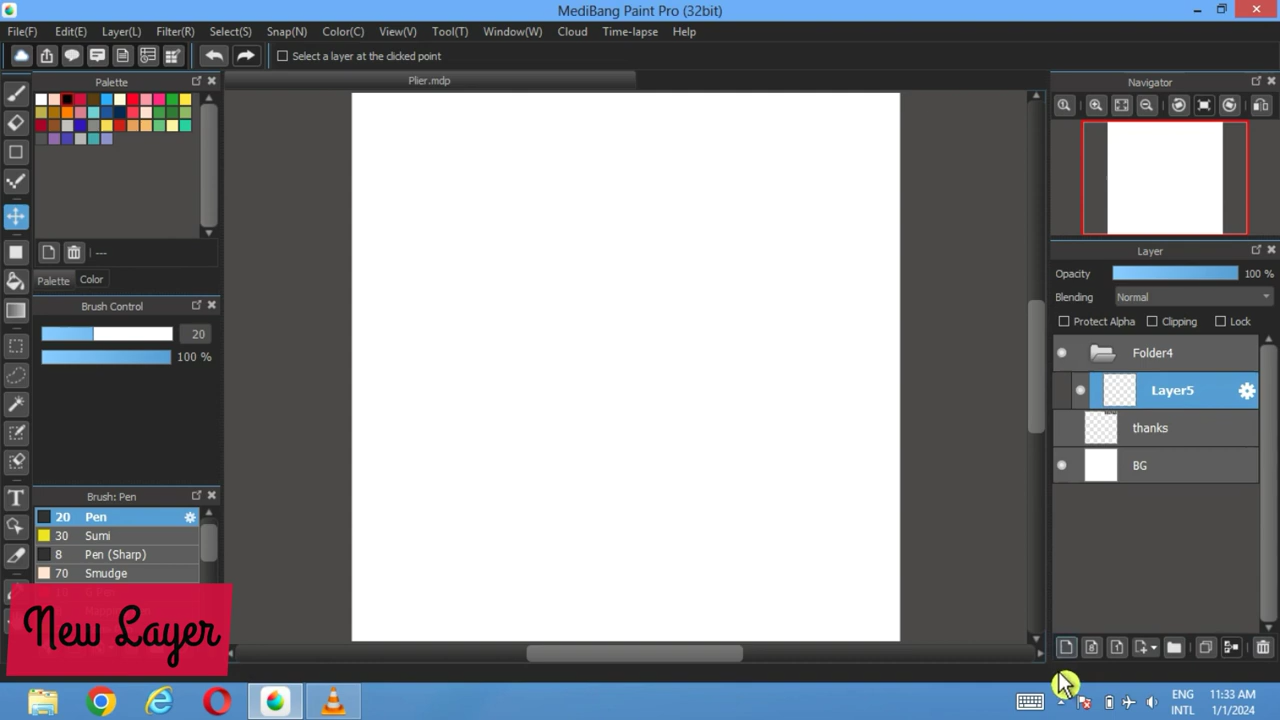 MediBang Paint Pro (32bit)
File(F) Edit(E) Layer(L) Filter(R) Select(S) Snap(N) Color(C) View(V) Tool(T) Window(W) Cloud Time-lapse Help
Select a layer at the clicked point
Palette
Plier.mdp
Navigator
---
Palette Color
Brush Control
20
100 %
Brush: Pen
20 Pen
30 Sumi
8 Pen (Sharp)
70 Smudge
New Layer
Layer
Opacity 100 %
Blending Normal
Protect Alpha Clipping Lock
Folder4
Layer5
thanks
BG
T
ENG
INTL
11:33 AM
1/1/2024